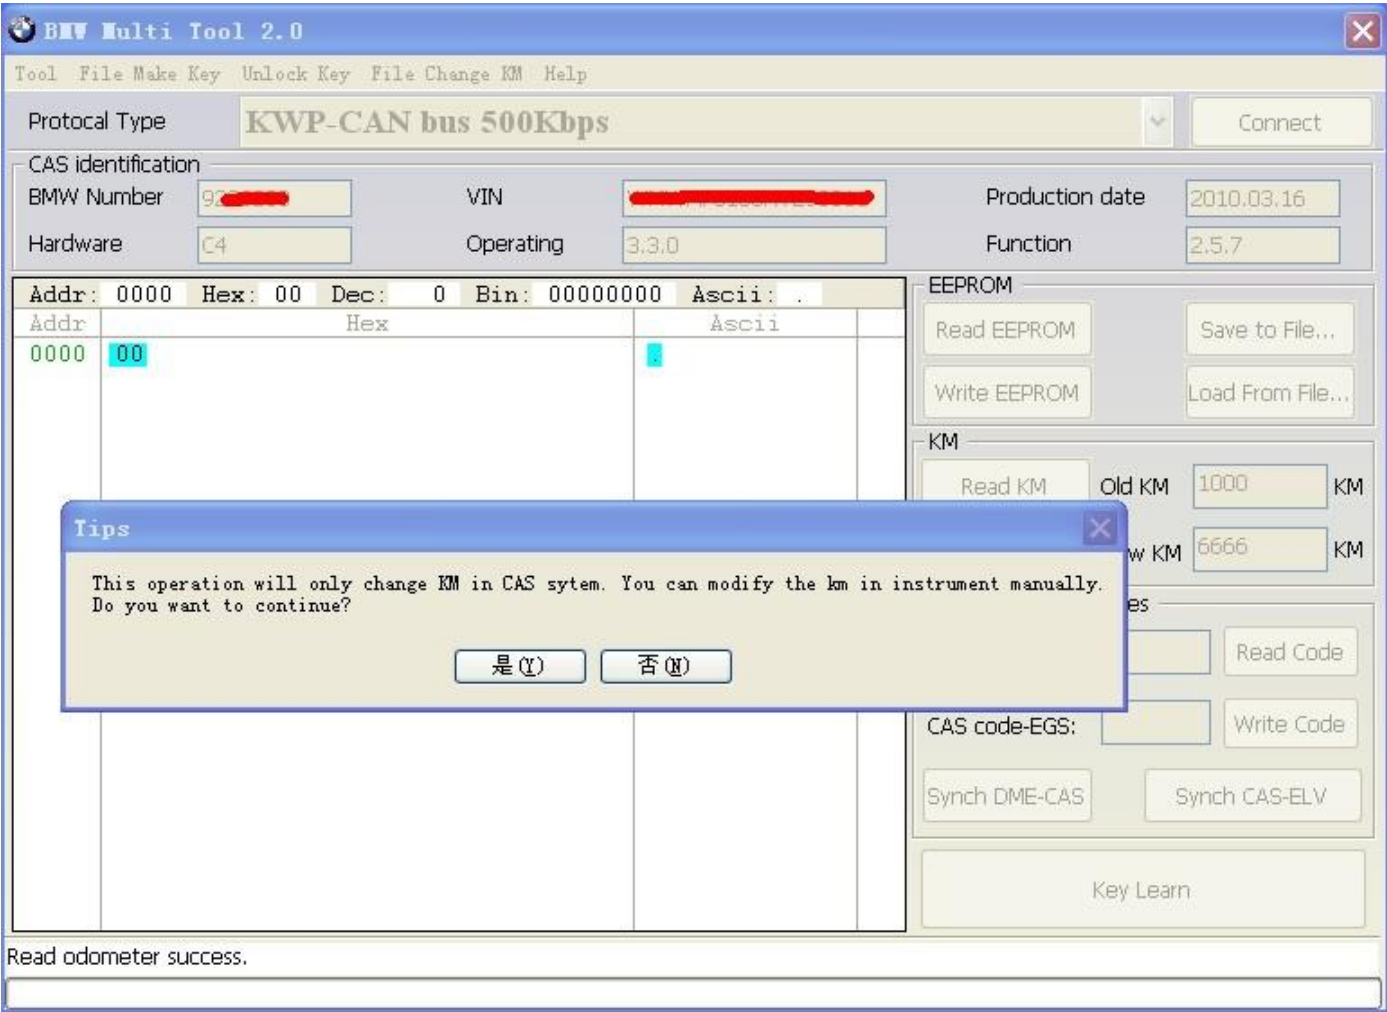 BMW Multi Tool 2.0
Tool File Make Key Unlock Key File Change KM Help
Protocal Type KWP-CAN bus 500Kbps Connect
CAS identification
BMW Number VIN Production date 2010.03.16
Hardware C4 Operating 3.3.0 Function 2.5.7
Addr: 0000 Hex: 00 Dec: 0 Bin: 00000000 Ascii: .
Addr Hex Ascii
0000 00 .
EEPROM
Read EEPROM Save to File...
Write EEPROM Load From File...
KM
Read KM Old KM 1000 KM
w KM 6666 KM
Tips
This operation will only change KM in CAS sytem. You can modify the km in instrument manually.
Do you want to continue?
是(Y) 否(N)
es
Read Code
CAS code-EGS: Write Code
Synch DME-CAS Synch CAS-ELV
Key Learn
Read odometer success.